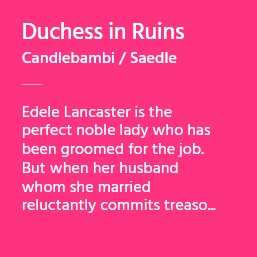 Duchess in Ruins
Candlebambi / Saedle
Edele Lancaster is the
perfect noble lady who has
been groomed for the job.
But when her husband
whom she married
reluctantly commits treaso...